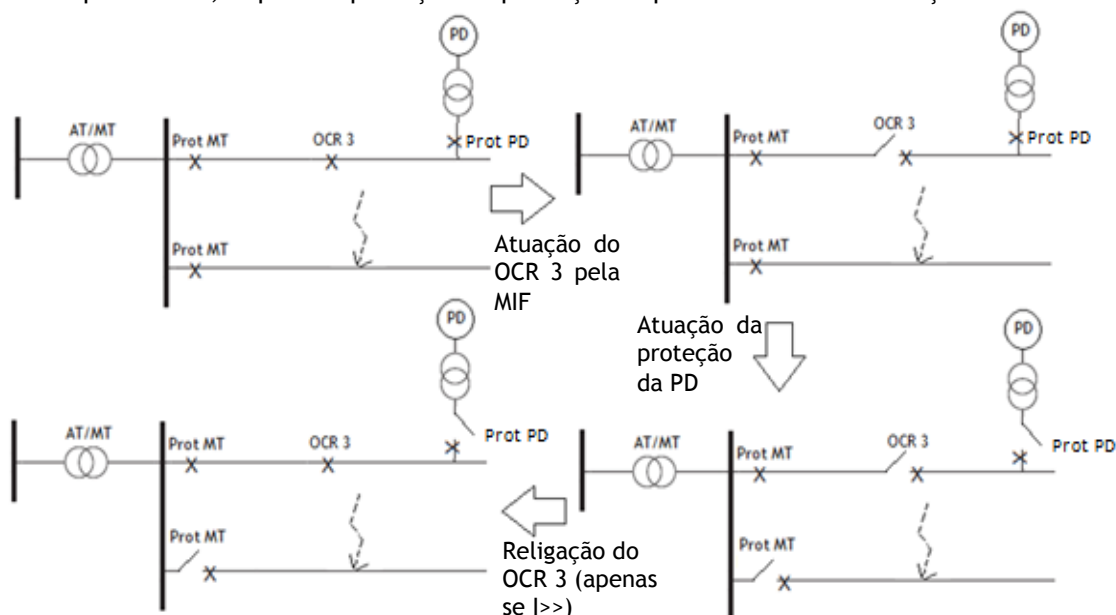 PD
AT/MT
Prot MT
OCR 3
Prot PD
Prot MT
Atuação do
OCR 3 pela
MIF
PD
AT/MT
Prot MT
OCR 3
Prot PD
Prot MT
Atuação da
proteção
da PD
PD
AT/MT
Prot MT
OCR 3
Prot PD
Prot MT
Religação do
OCR 3 (apenas
se I>>)
PD
AT/MT
Prot MT
OCR 3
Prot PD
Prot MT